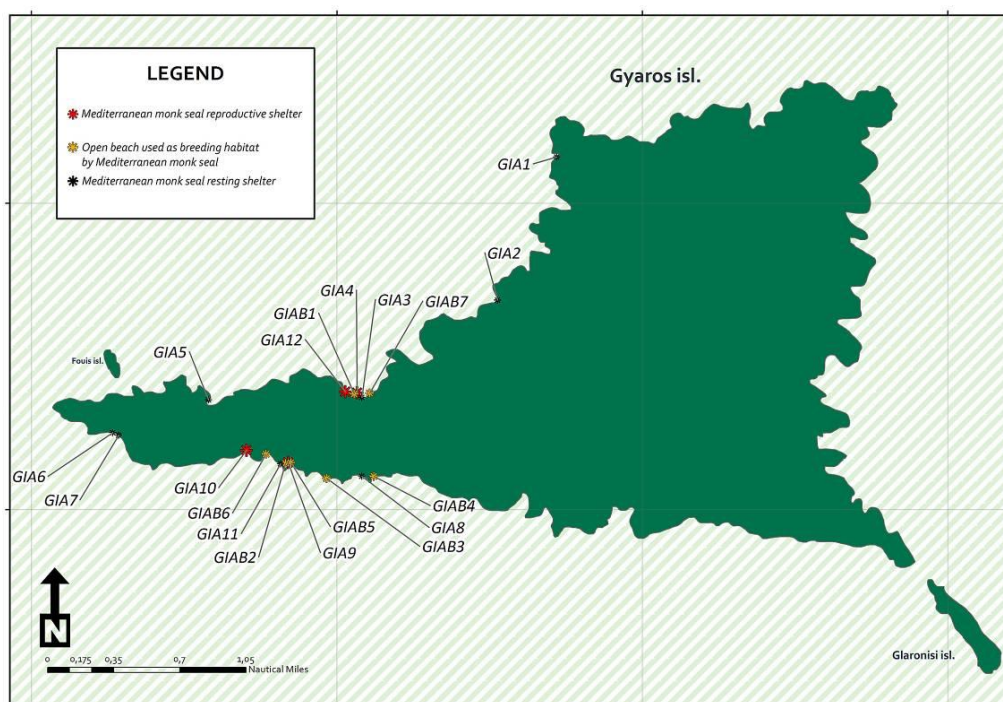 Gyaros isl.
LEGEND
Mediterranean monk seal reproductive shelter
Open beach used as breeding habitat
by Mediterranean monk seal
Mediterranean monk seal resting shelter
GIA1
GIA2
GIA4
GIA3
GIAB7
GIAB1
GIA12
GIA5
Fouis isl.
GIA6
GIA7
GIA10
GIAB6
GIA11
GIAB2
GIA9
GIAB5
GIAB3
GIA8
GIAB4
N
0 0,175 0,35 0,7 1,05
Nautical Miles
Glaronisi isl.